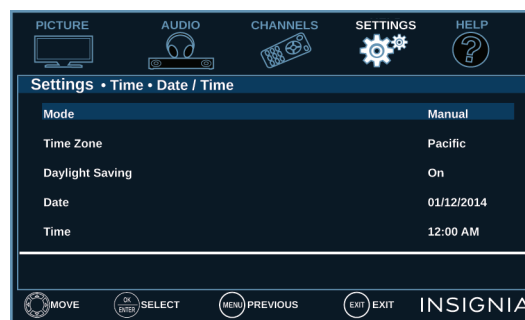 PICTURE AUDIO CHANNELS SETTINGS HELP
Settings • Time • Date / Time
Mode Manual
Time Zone Pacific
Daylight Saving On
Date 01/12/2014
Time 12:00 AM
MOVE OK ENTER SELECT MENU PREVIOUS EXIT EXIT INSIGNIA